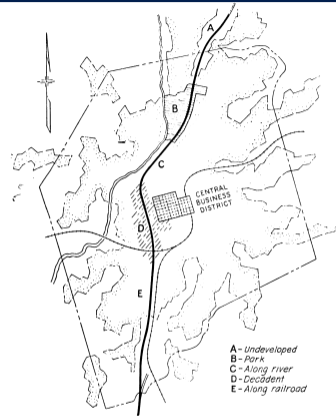 A
B
C
CENTRAL
BUSINESS
DISTRICT
D
E
A - Undeveloped
B - Park
C - Along river
D - Decadent
E - Along railroad